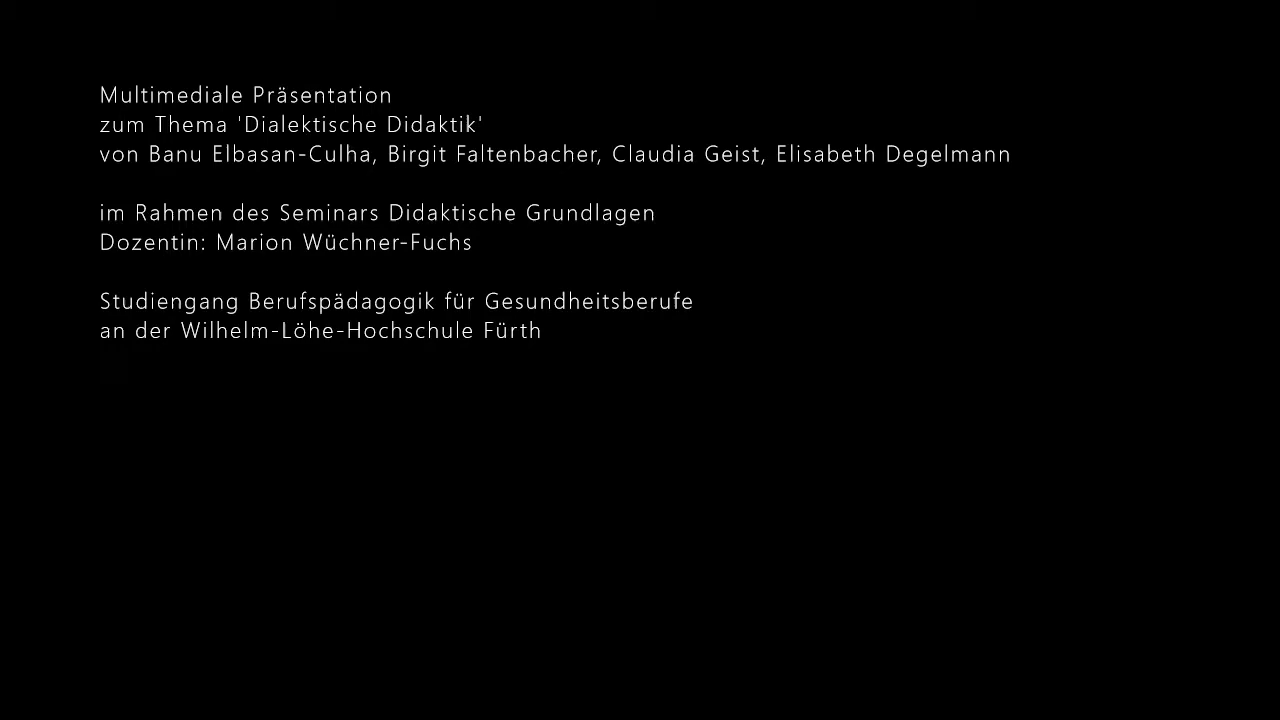 Multimediale Präsentation
zum Thema 'Dialektische Didaktik'
von Banu Elbasan-Culha, Birgit Faltenbacher, Claudia Geist, Elisabeth Degelmann
im Rahmen des Seminars Didaktische Grundlagen
Dozentin: Marion Wüchner-Fuchs
Studiengang Berufspädagogik für Gesundheitsberufe
an der Wilhelm-Löhe-Hochschule Fürth